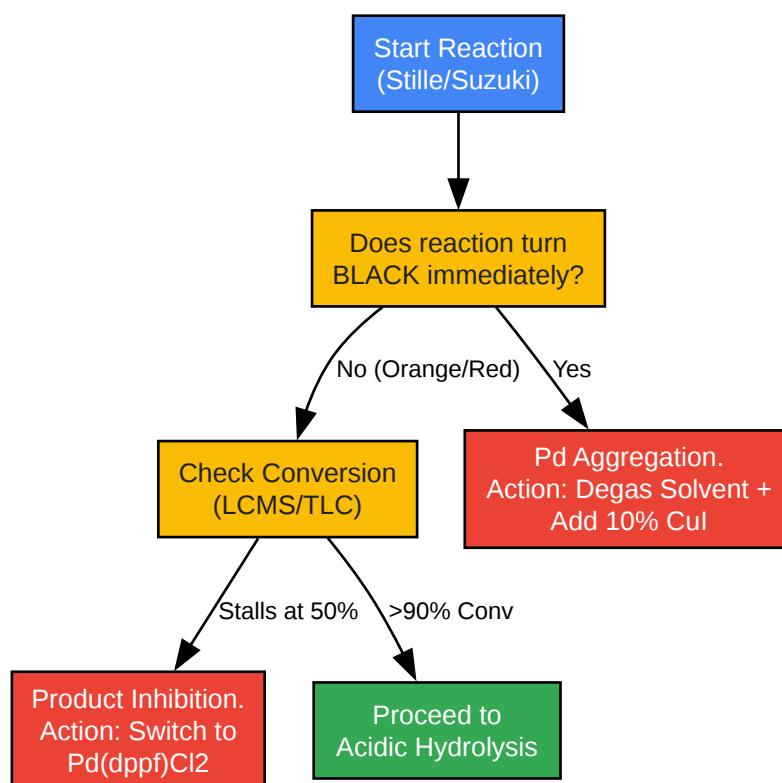 Start Reaction
(Stille/Suzuki)
Does reaction turn
BLACK immediately?
No (Orange/Red)
Yes
Check Conversion
(LCMS/TLC)
Pd Aggregation.
Action: Degas Solvent +
Add 10% CuI
Stalls at 50%
>90% Conv
Product Inhibition.
Action: Switch to
Pd(dppf)Cl2
Proceed to
Acidic Hydrolysis